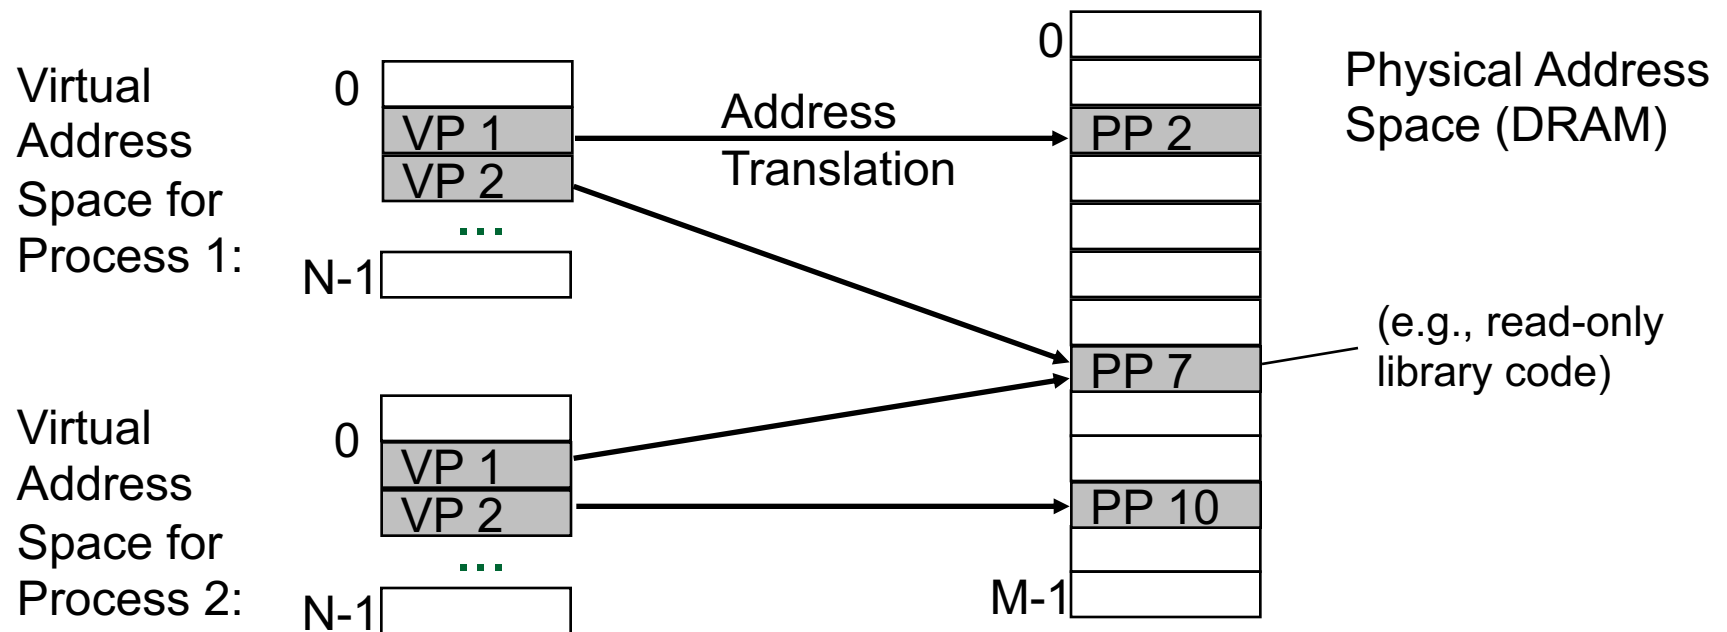 Virtual
Address
Space for
Process 1:
0
VP 1
VP 2
...
N-1
Address
Translation
0
PP 2
PP 7
PP 10
M-1
Physical Address
Space (DRAM)
(e.g., read-only
library code)
Virtual
Address
Space for
Process 2:
0
VP 1
VP 2
...
N-1